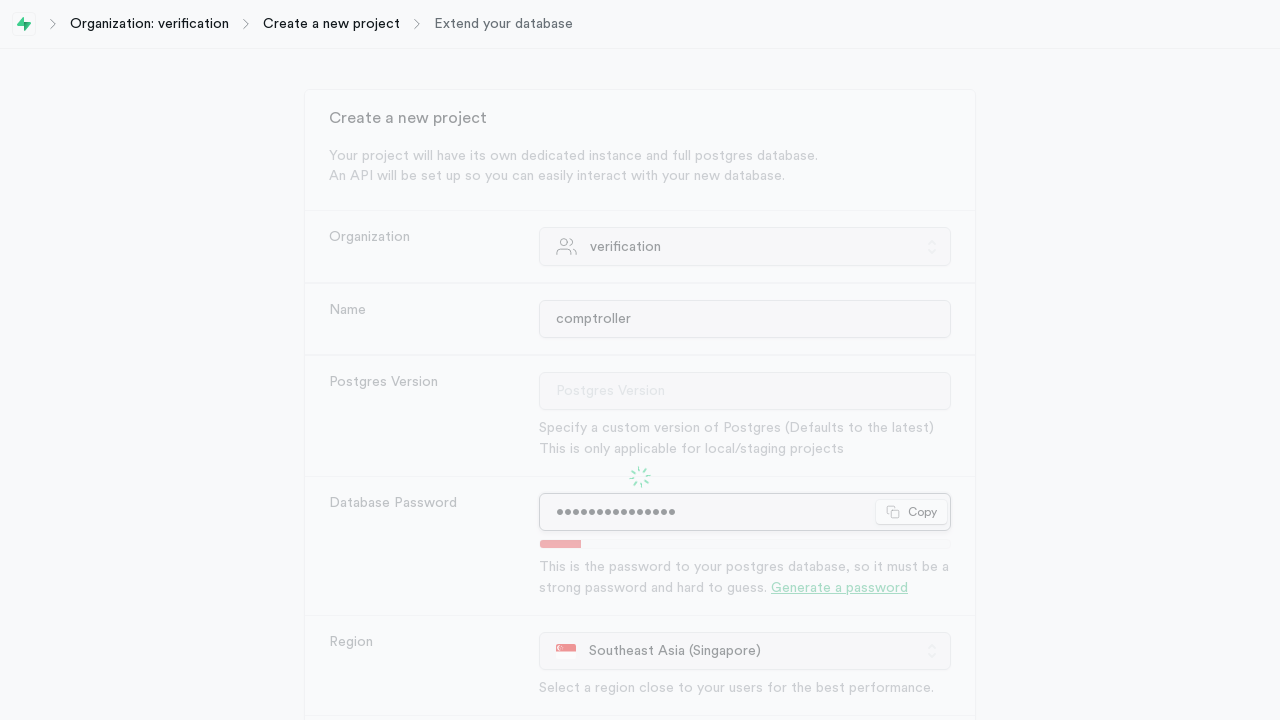 Organization: verification
Create a new project
Extend your database
Create a new project
Your project will have its own dedicated instance and full postgres database.
An API will be set up so you can easily interact with your new database.
Organization
verification
Name
comptroller
Postgres Version
Postgres Version
Specify a custom version of Postgres (Defaults to the latest)
This is only applicable for local/staging projects
Database Password
•••••••••••••••
Copy
This is the password to your postgres database, so it must be a
strong password and hard to guess. Generate a password
Region
Southeast Asia (Singapore)
Select a region close to your users for the best performance.